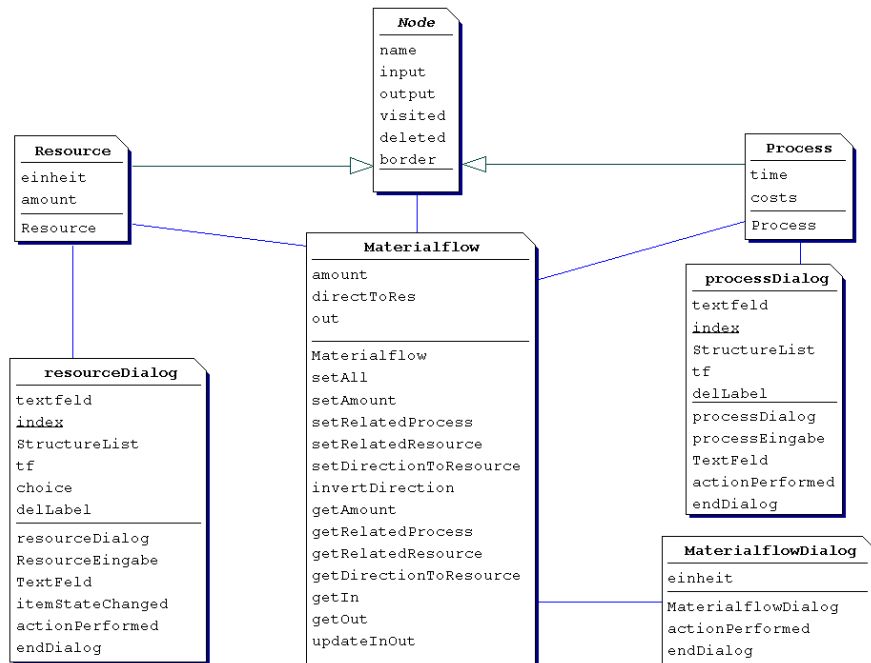 Node
name
input
output
visited
deleted
border
Resource
einheit
amount
Resource
Process
time
costs
Process
Materialflow
amount
directToRes
out
Materialflow
setAll
setAmount
setRelatedProcess
setRelatedResource
setDirectionToResource
invertDirection
getAmount
getRelatedProcess
getRelatedResource
getDirectionToResource
getIn
getOut
updateInOut
processDialog
textfeld
index
StructureList
tf
delLabel
processDialog
processEingabe
TextFeld
actionPerformed
endDialog
resourceDialog
textfeld
index
StructureList
tf
choice
delLabel
resourceDialog
ResourceEingabe
TextFeld
itemStateChanged
actionPerformed
endDialog
MaterialflowDialog
einheit
MaterialflowDialog
actionPerformed
endDialog